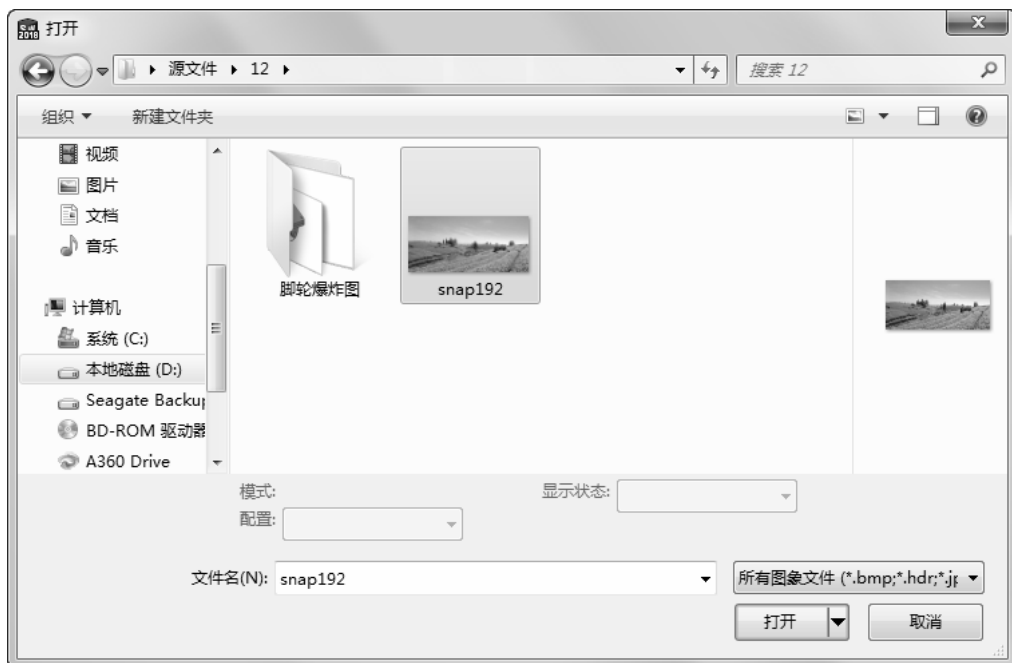 打开
源文件 12
搜索 12
组织 新建文件夹
视频
图片
文档
音乐
计算机
系统 (C:)
本地磁盘 (D:)
Seagate Backup
BD-ROM 驱动器
A360 Drive
脚轮爆炸图
snap192
模式:
显示状态:
配置:
文件名(N): snap192
所有图象文件 (*.bmp;*.hdr;*.jp
打开 取消